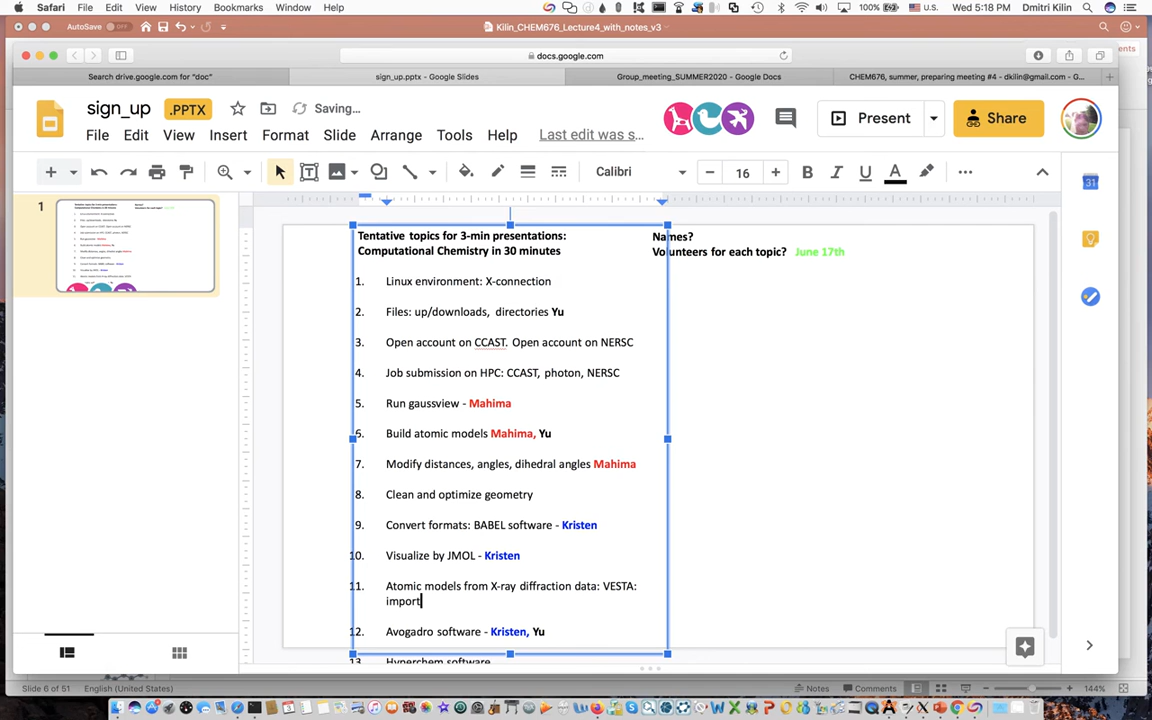 Safari File Edit View History Bookmarks Window Help 100% Wed 5:18 PM Dmitri Kilin
AutoSave OFF Kilin_CHEM676_Lecture4_with_notes_v3
docs.google.com
Search drive.google.com for "doc" sign_up.pptx - Google Slides Group_meeting_SUMMER2020 - Google Docs CHEM676, summer, preparing meeting #4 - dkilin@gmail.com - G...
sign_up .PPTX Saving...
File Edit View Insert Format Slide Arrange Tools Help Last edit was s... Present Share
Calibri 16 B I U A
1
Tentative topics for 3-min presentations:
Computational Chemistry in 30 minutes
Names?
Volunteers for each topic? June 17th
1. Linux environment: X-connection
2. Files: up/downloads, directories Yu
3. Open account on CCAST. Open account on NERSC
4. Job submission on HPC: CCAST, photon, NERSC
5. Run gaussview - Mahima
6. Build atomic models Mahima, Yu
7. Modify distances, angles, dihedral angles Mahima
8. Clean and optimize geometry
9. Convert formats: BABEL software - Kristen
10. Visualize by JMOL - Kristen
11. Atomic models from X-ray diffraction data: VESTA:
import
12. Avogadro software - Kristen, Yu
13. Hyperchem software
Slide 6 of 51 English (United States) Notes Comments 144%